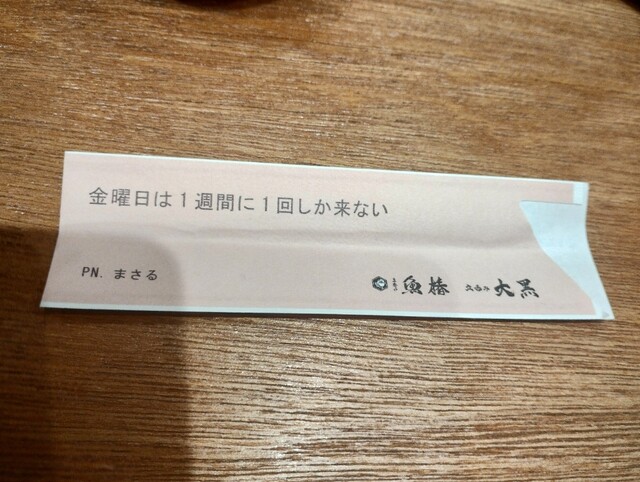 金曜日は1週間に1回しか来ない
PN. まさる
魚椿 大黒